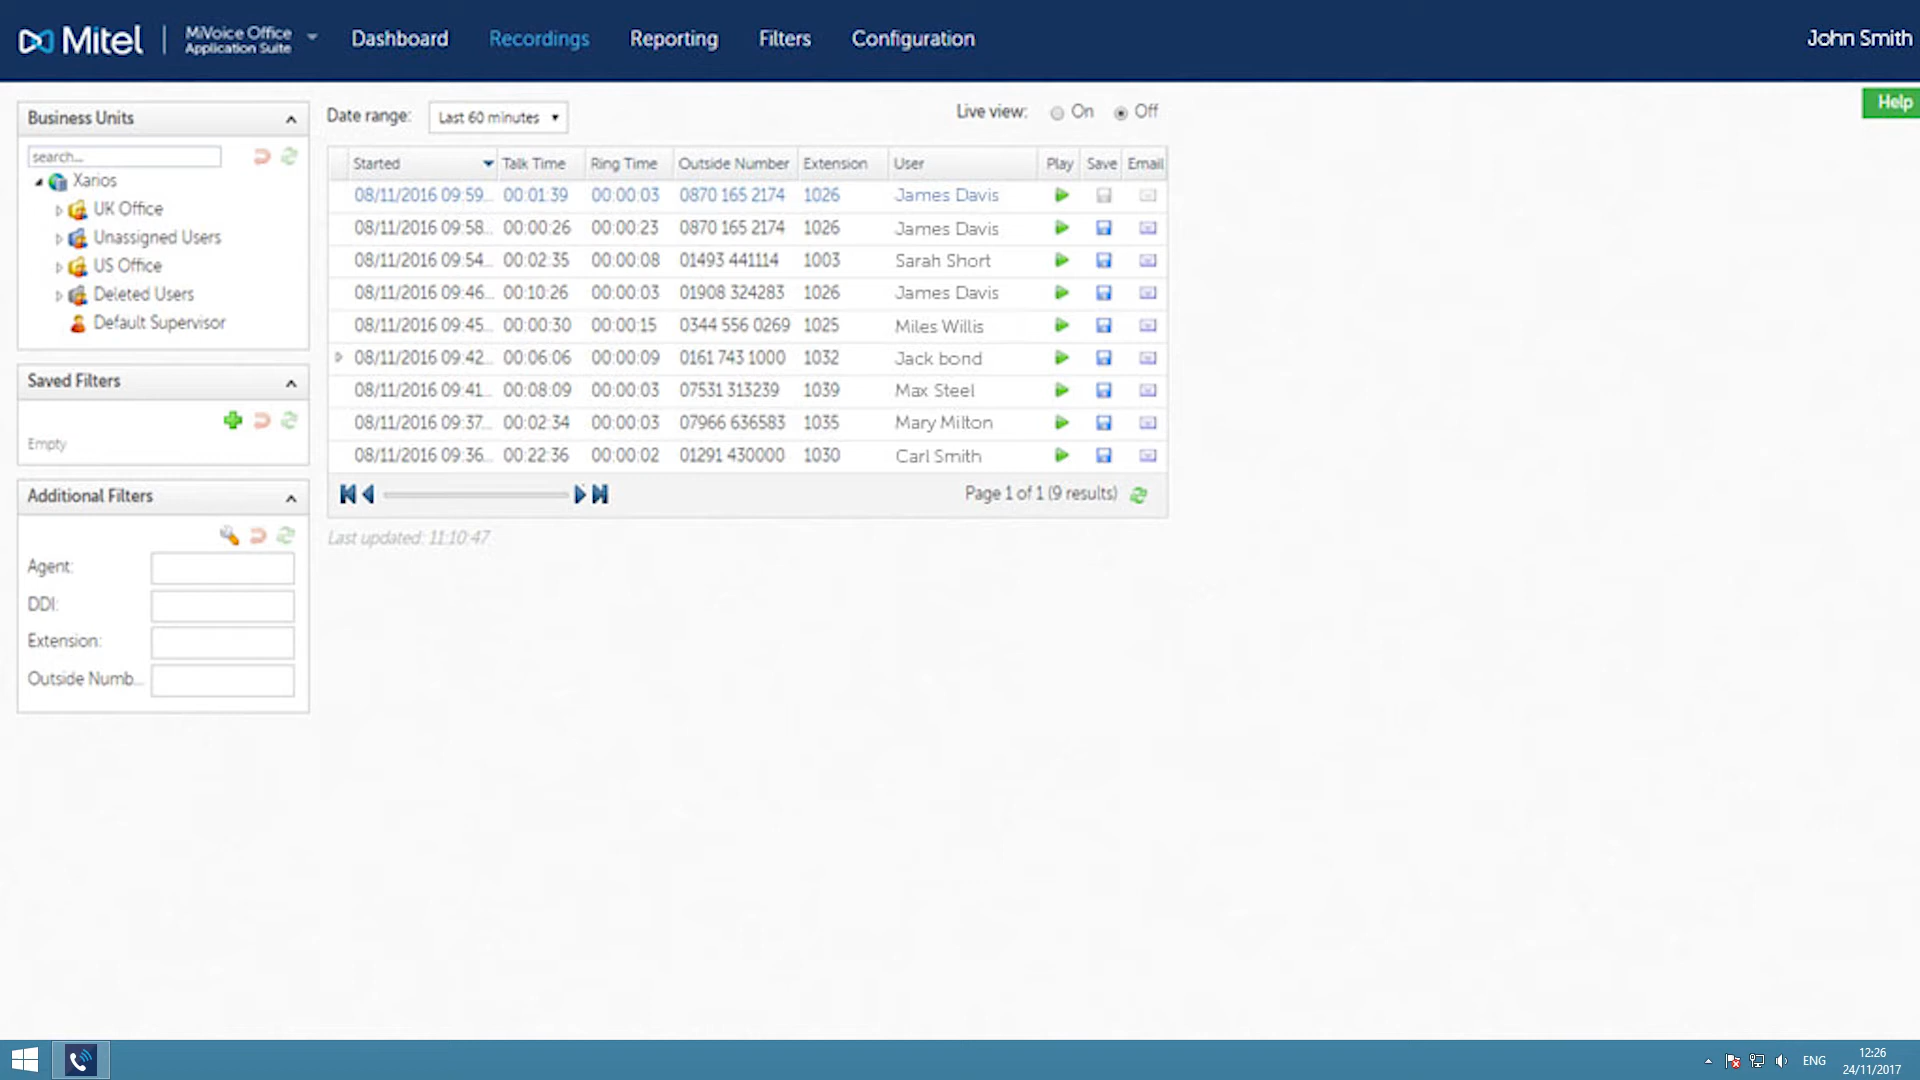 Mitel
MiVoice Office
Application Suite
Dashboard
Recordings
Reporting
Filters
Configuration
John Smith
Help
Business Units
search...
Xarios
UK Office
Unassigned Users
US Office
Deleted Users
Default Supervisor
Saved Filters
Empty
Additional Filters
Agent:
DDI:
Extension:
Outside Numb...
Date range: Last 60 minutes
Live view: On Off
Started Talk Time Ring Time Outside Number Extension User Play Save Email
08/11/2016 09:59... 00:01:39 00:00:03 0870 165 2174 1026 James Davis
08/11/2016 09:58... 00:00:26 00:00:23 0870 165 2174 1026 James Davis
08/11/2016 09:54... 00:02:35 00:00:08 01493 441114 1003 Sarah Short
08/11/2016 09:46... 00:10:26 00:00:03 01908 324283 1026 James Davis
08/11/2016 09:45... 00:00:30 00:00:15 0344 556 0269 1025 Miles Willis
08/11/2016 09:42... 00:06:06 00:00:09 0161 743 1000 1032 Jack bond
08/11/2016 09:41... 00:08:09 00:00:03 07531 313239 1039 Max Steel
08/11/2016 09:37... 00:02:34 00:00:03 07966 636583 1035 Mary Milton
08/11/2016 09:36... 00:22:36 00:00:02 01291 430000 1030 Carl Smith
Page 1 of 1 (9 results)
Last updated: 11:10:47
ENG
12:26
24/11/2017